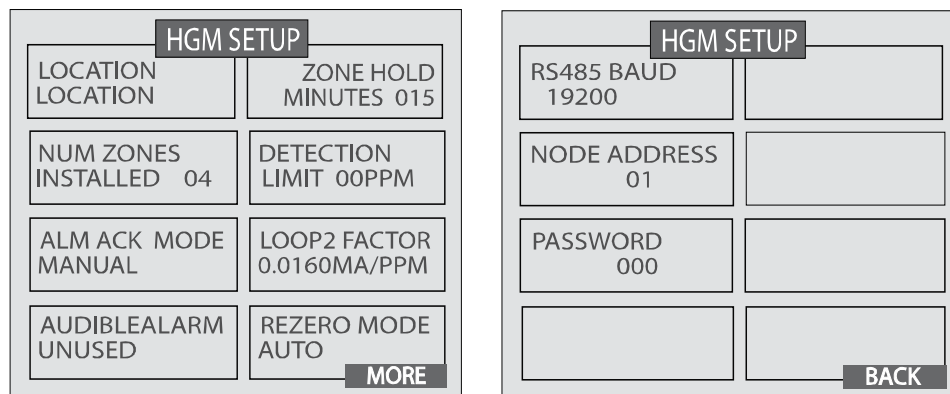 HGM SETUP
LOCATION
LOCATION
ZONE HOLD
MINUTES 015
NUM ZONES
INSTALLED 04
DETECTION
LIMIT 00PPM
ALM ACK MODE
MANUAL
LOOP2 FACTOR
0.0160MA/PPM
AUDIBLEALARM
UNUSED
REZERO MODE
AUTO
MORE
HGM SETUP
RS485 BAUD
19200
NODE ADDRESS
01
PASSWORD
000
BACK